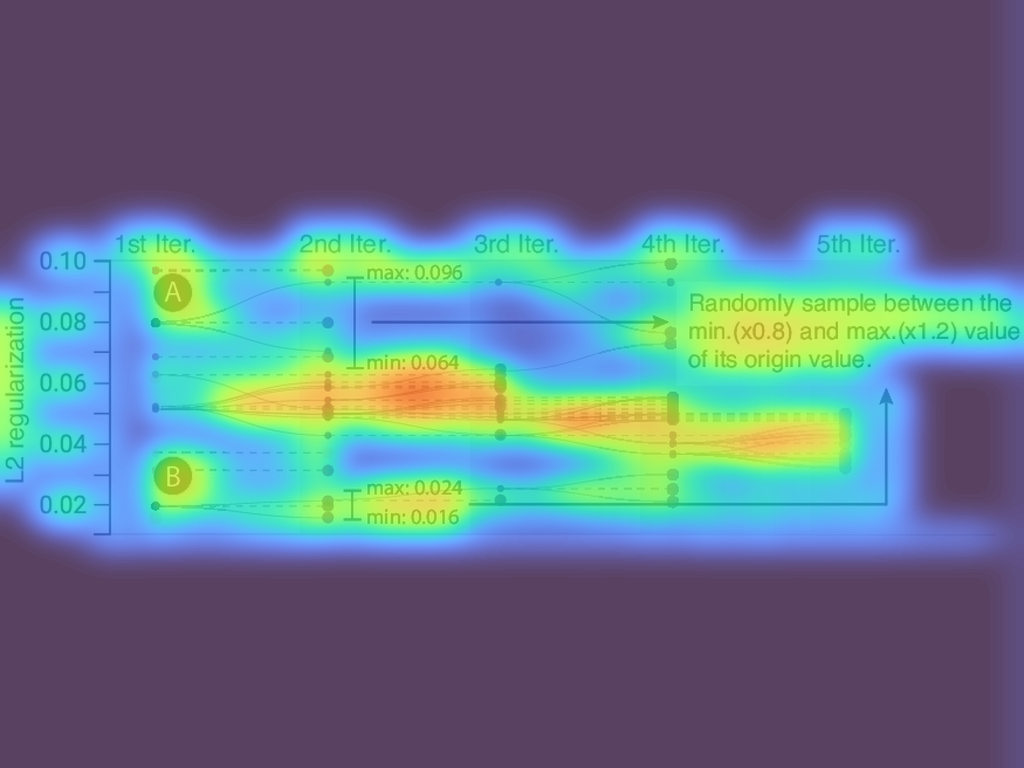 1st Iter. 2nd Iter. 3rd Iter. 4th Iter. 5th Iter.
L2 regularization
0.10
0.08
0.06
0.04
0.02
A
B
max: 0.096
min: 0.064
max: 0.024
min: 0.016
Randomly sample between the
min.(x0.8) and max.(x1.2) value
of its origin value.